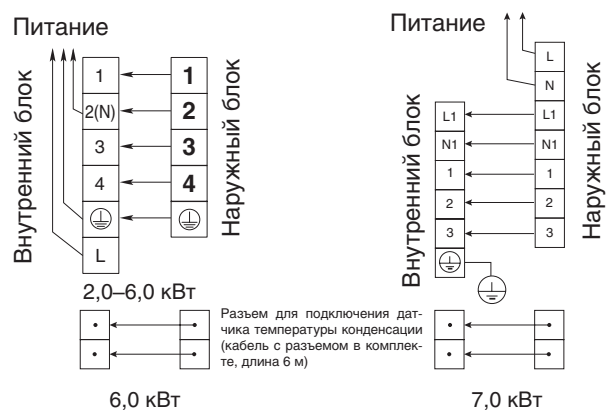 Питание
Внутренний блок
1
2(N)
3
4
L
1
2
3
4
Наружный блок
2,0–6,0 кВт
Разъем для подключения дат-
чика температуры конденсации
(кабель с разъемом в комплек-
те, длина 6 м)
6,0 кВт
Питание
Внутренний блок
L1
N1
1
2
3
L
N
L1
N1
1
2
3
Наружный блок
7,0 кВт